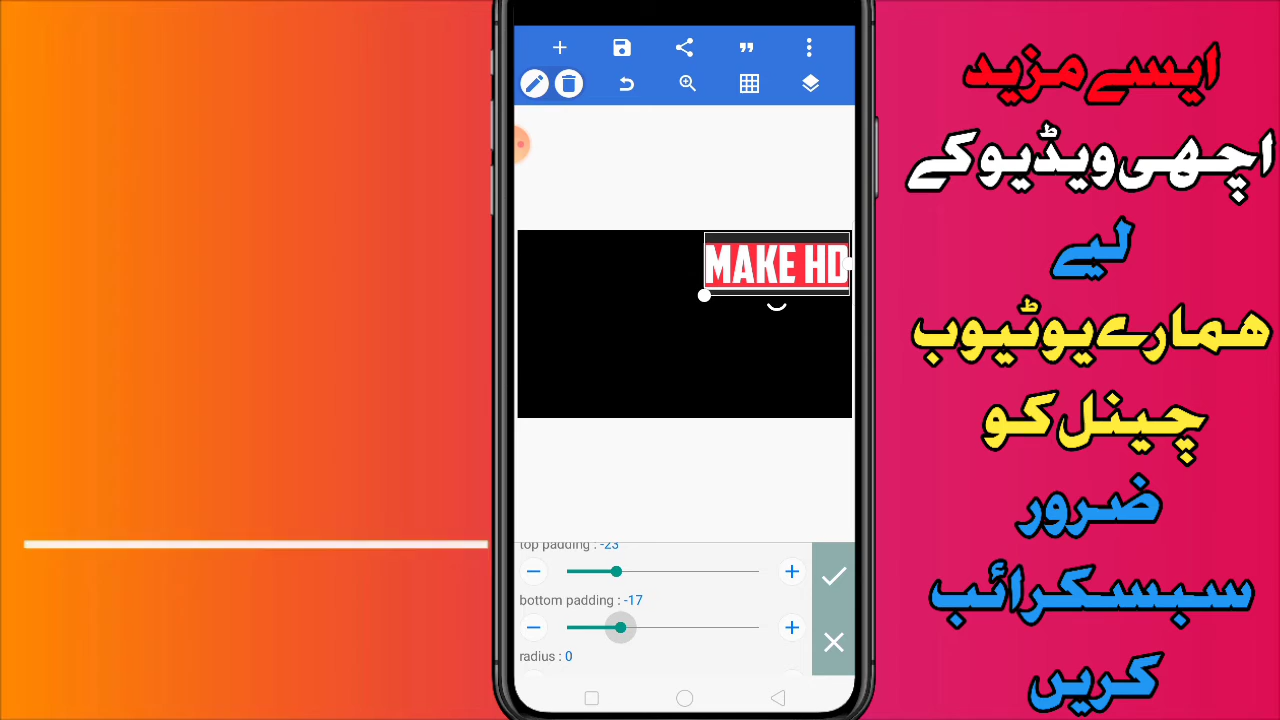 MAKE HD
top padding : -23
bottom padding : -17
radius : 0
ایسے مزید
اچھی ویڈیو کے
لیے
ھمارے یوٹیوب
چینل کو
ضرور
سبسکرائب
کریں